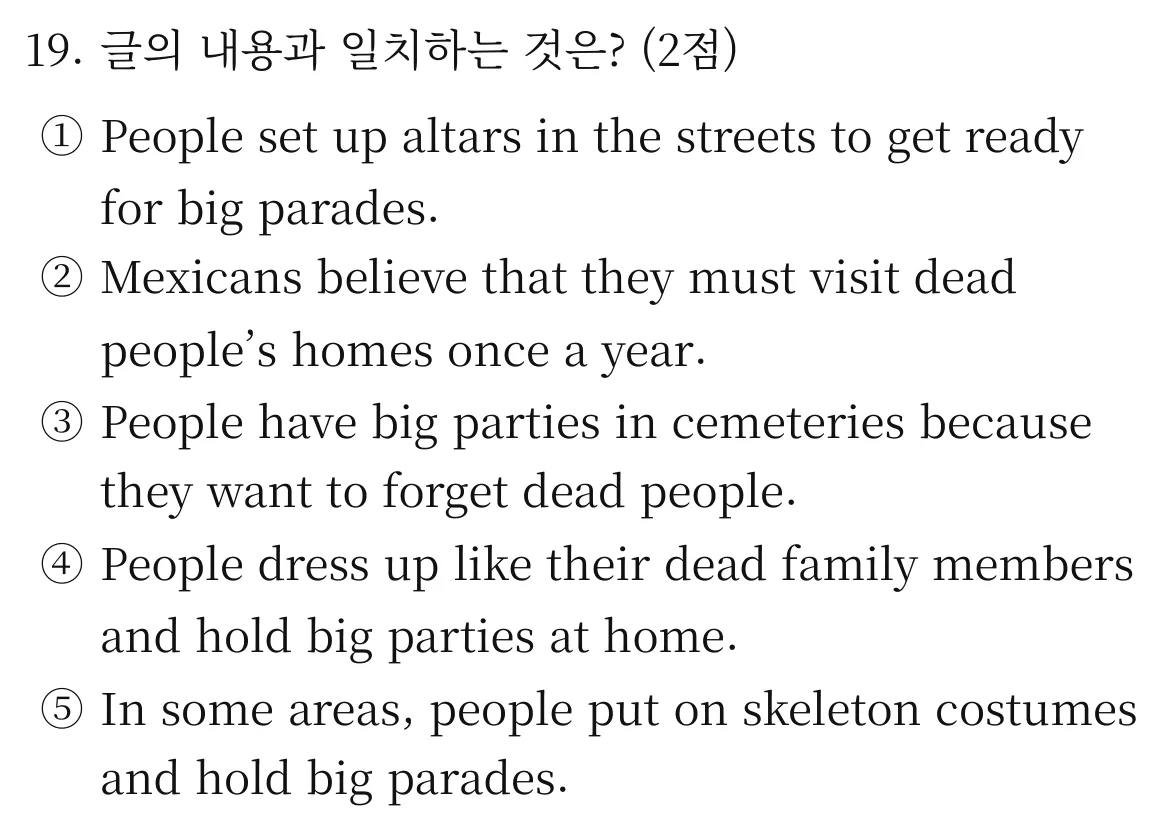 19. 글의 내용과 일치하는 것은? (2점)
① People set up altars in the streets to get ready
for big parades.
② Mexicans believe that they must visit dead
people’s homes once a year.
③ People have big parties in cemeteries because
they want to forget dead people.
④ People dress up like their dead family members
and hold big parties at home.
⑤ In some areas, people put on skeleton costumes
and hold big parades.